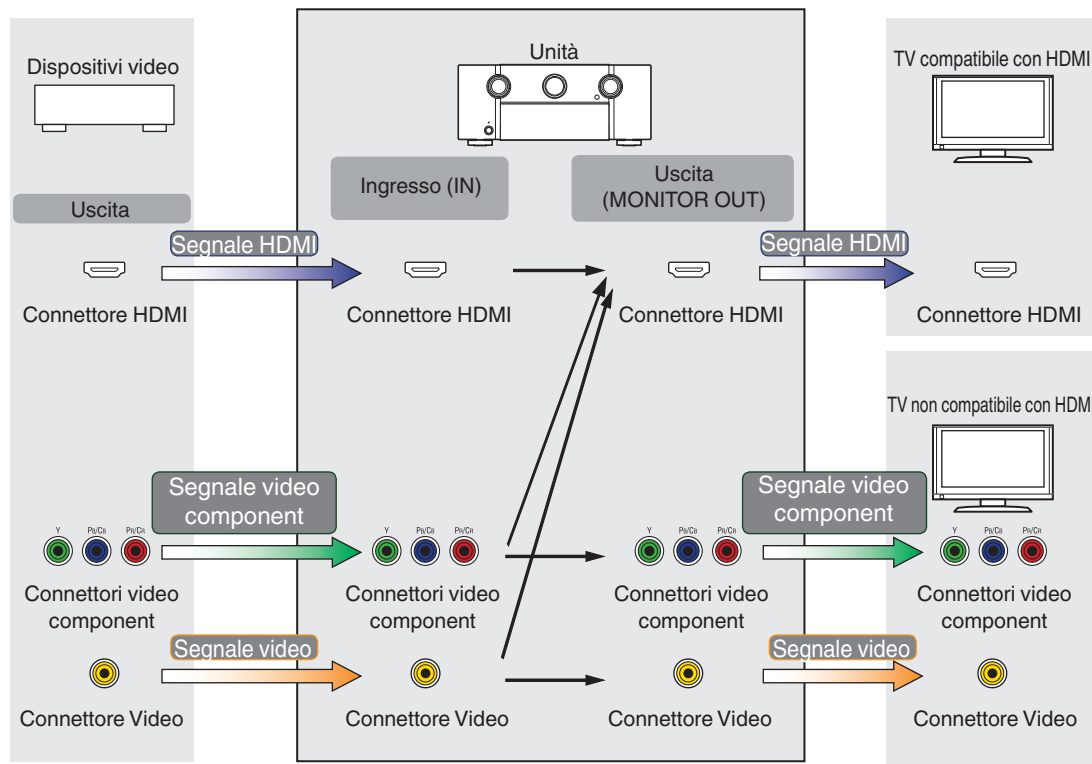 Dispositivi video
Unità
TV compatibile con HDMI
Uscita
Ingresso (IN)
Uscita
(MONITOR OUT)
Segnale HDMI
Segnale HDMI
Connettore HDMI
Connettore HDMI
Connettore HDMI
Connettore HDMI
TV non compatibile con HDM
Segnale video
component
Segnale video
component
Y PB/CB PR/CR
Y PB/CB PR/CR
Y PB/CB PR/CR
Y PB/CB PR/CR
Connettori video
component
Connettori video
component
Connettori video
component
Connettori video
component
Segnale video
Segnale video
Connettore Video
Connettore Video
Connettore Video
Connettore Video